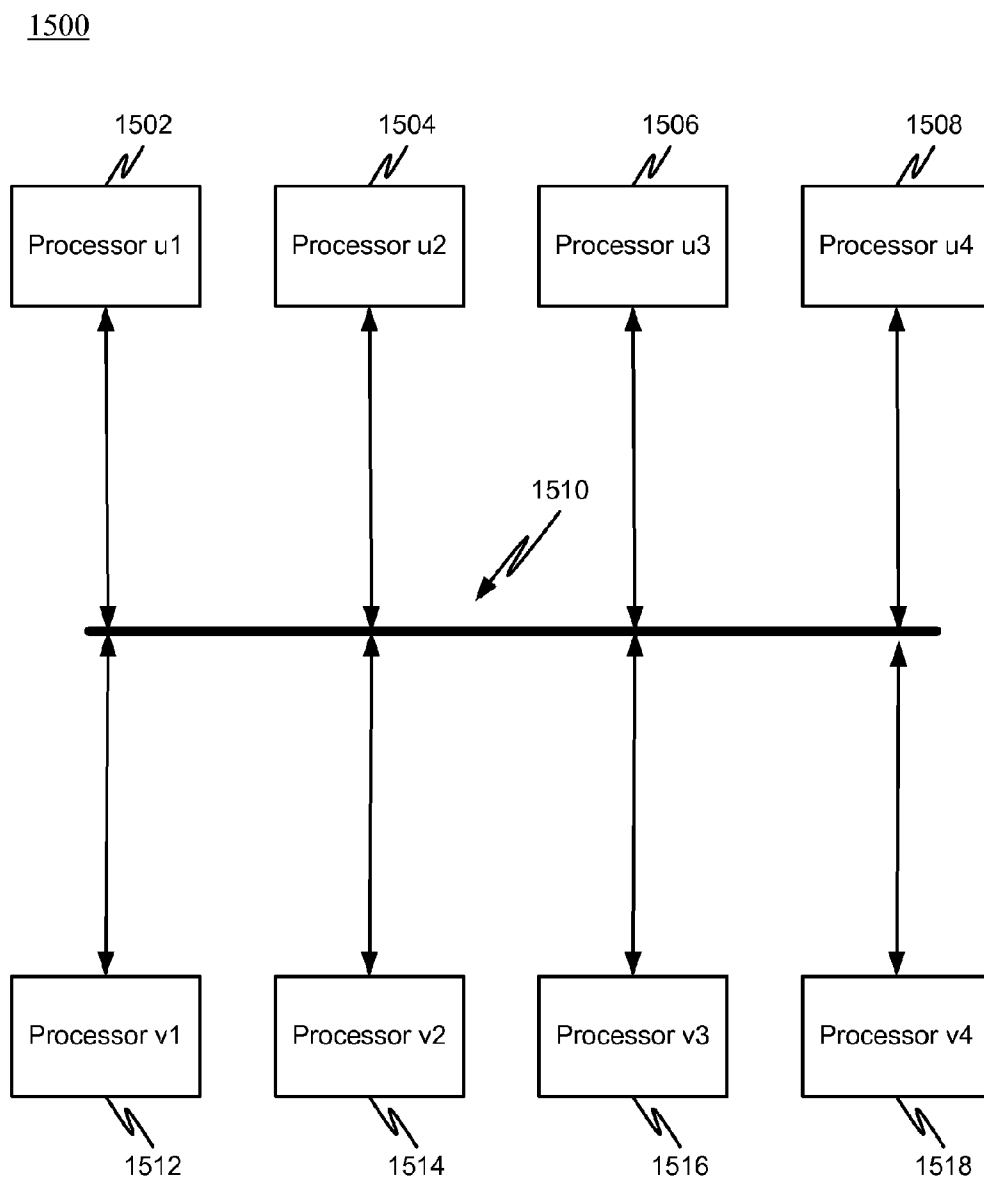 1500
1502
1504
1506
1508
Processor u1
Processor u2
Processor u3
Processor u4
1510
Processor v1
Processor v2
Processor v3
Processor v4
1512
1514
1516
1518